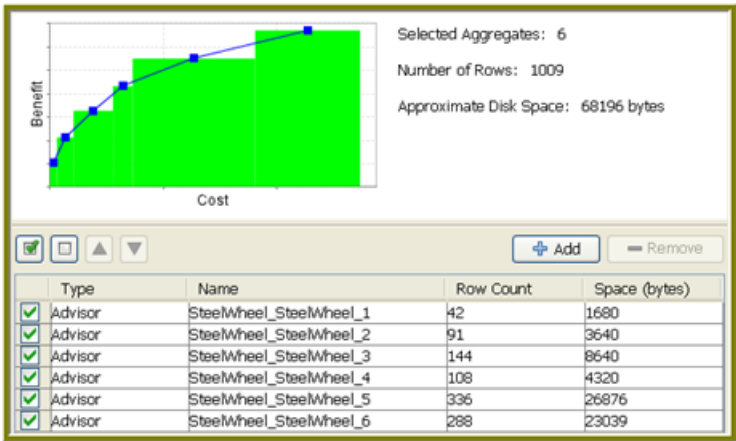 Selected Aggregates: 6
Number of Rows: 1009
Approximate Disk Space: 68196 bytes
Benefit
Cost
Add
Remove
Type Name Row Count Space (bytes)
Advisor SteelWheel_SteelWheel_1 42 1680
Advisor SteelWheel_SteelWheel_2 91 3640
Advisor SteelWheel_SteelWheel_3 144 8640
Advisor SteelWheel_SteelWheel_4 108 4320
Advisor SteelWheel_SteelWheel_5 336 26876
Advisor SteelWheel_SteelWheel_6 288 23039